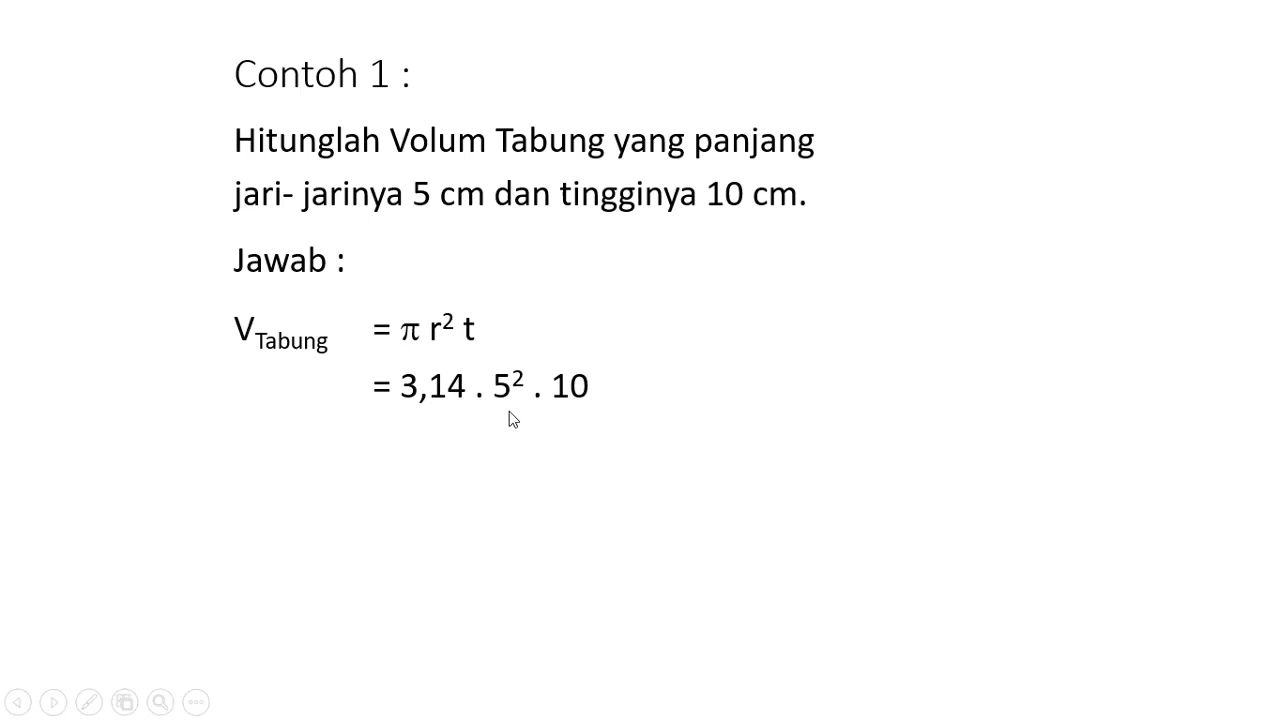 Contoh 1 :
Hitunglah Volum Tabung yang panjang
jari- jarinya 5 cm dan tingginya 10 cm.
Jawab :
V_Tabung = π r² t
= 3,14 . 5² . 10